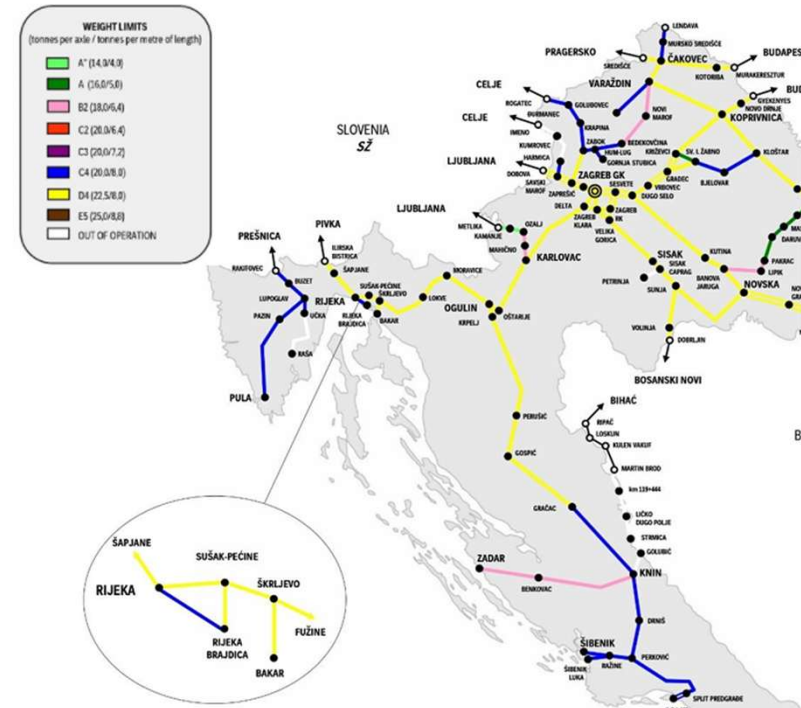 WEIGHT LIMITS
(tonnes per axle / tonnes per metre of length)
A" (14,0/4,0)
A (16,0/5,0)
B2 (18,0/6,4)
C2 (20,0/6,4)
C3 (20,0/7,2)
C4 (20,0/8,0)
D4 (22,5/8,0)
E5 (25,0/8,8)
OUT OF OPERATION
SLOVENIA
SŽ
LENDAVA
MURSKO SREDIŠĆE
PRAGERSKO
SREDIŠĆE
ČAKOVEC
BUDAPES
KOTORIBA
MURAKERESZTUR
CELJE
VARAŽDIN
BUD
ROGATEC
GOLUBOVEC
GYEKENYES
NOVO DRNJE
CELJE
ĐURMANEC
NOVI
MAROF
KOPRIVNICA
IMENO
KRAPINA
KUMROVEC
ZABOK
BEDEKOVČINA
HUM-LUG
KRIŽEVCI
SV. I. ŽABNO
KLOŠTAR
HARMICA
GORNJA STUBICA
LJUBLJANA
DOBOVA
ZAGREB GK
GRADEC
BJELOVAR
SAVSKI
MAROF
ZAPREŠIĆ
SESVETE
VRBOVEC
DUGO SELO
DELTA
ZAGREB
KLARA
ZAGREB
RK
VELIKA
GORICA
LJUBLJANA
METLIKA
KAMANJE
OZALJ
MAHIČNO
KARLOVAC
MAŠ
DARUV
PAKRAC
LIPIK
SISAK
SISAK
CAPRAG
KUTINA
BANOVA
JARUGA
PETRINJA
SUNJA
NOVSKA
NOV
GR
VOLINJA
DOBRLJIN
BOSANSKI NOVI
PREŠNICA
PIVKA
RAKITOVEC
ILIRSKA
BISTRICA
BUZET
ŠAPJANE
LUPOGLAV
RIJEKA
SUŠAK-PEĆINE
ŠKRLJEVO
MORAVICE
PAZIN
UČKA
RIJEKA
BRAJDICA
BAKAR
LOKVE
OGULIN
KRPELJ
OŠTARIJE
RAŠA
PULA
PERUŠIĆ
GOSPIĆ
GRAČAC
BIHAĆ
RIPAČ
LOSKUN
KULEN VAKUF
MARTIN BROD
km 119+444
LIČKO
DUGO POLJE
STRMICA
GOLUBIĆ
B
ZADAR
BENKOVAC
KNIN
DRNIŠ
ŠIBENIK
ŠIBENIK
LUKA
RAŽINE
PERKOVIĆ
SPLIT PREDGRAĐE
ŠAPJANE
SUŠAK-PEĆINE
RIJEKA
ŠKRLJEVO
RIJEKA
BRAJDICA
FUŽINE
BAKAR